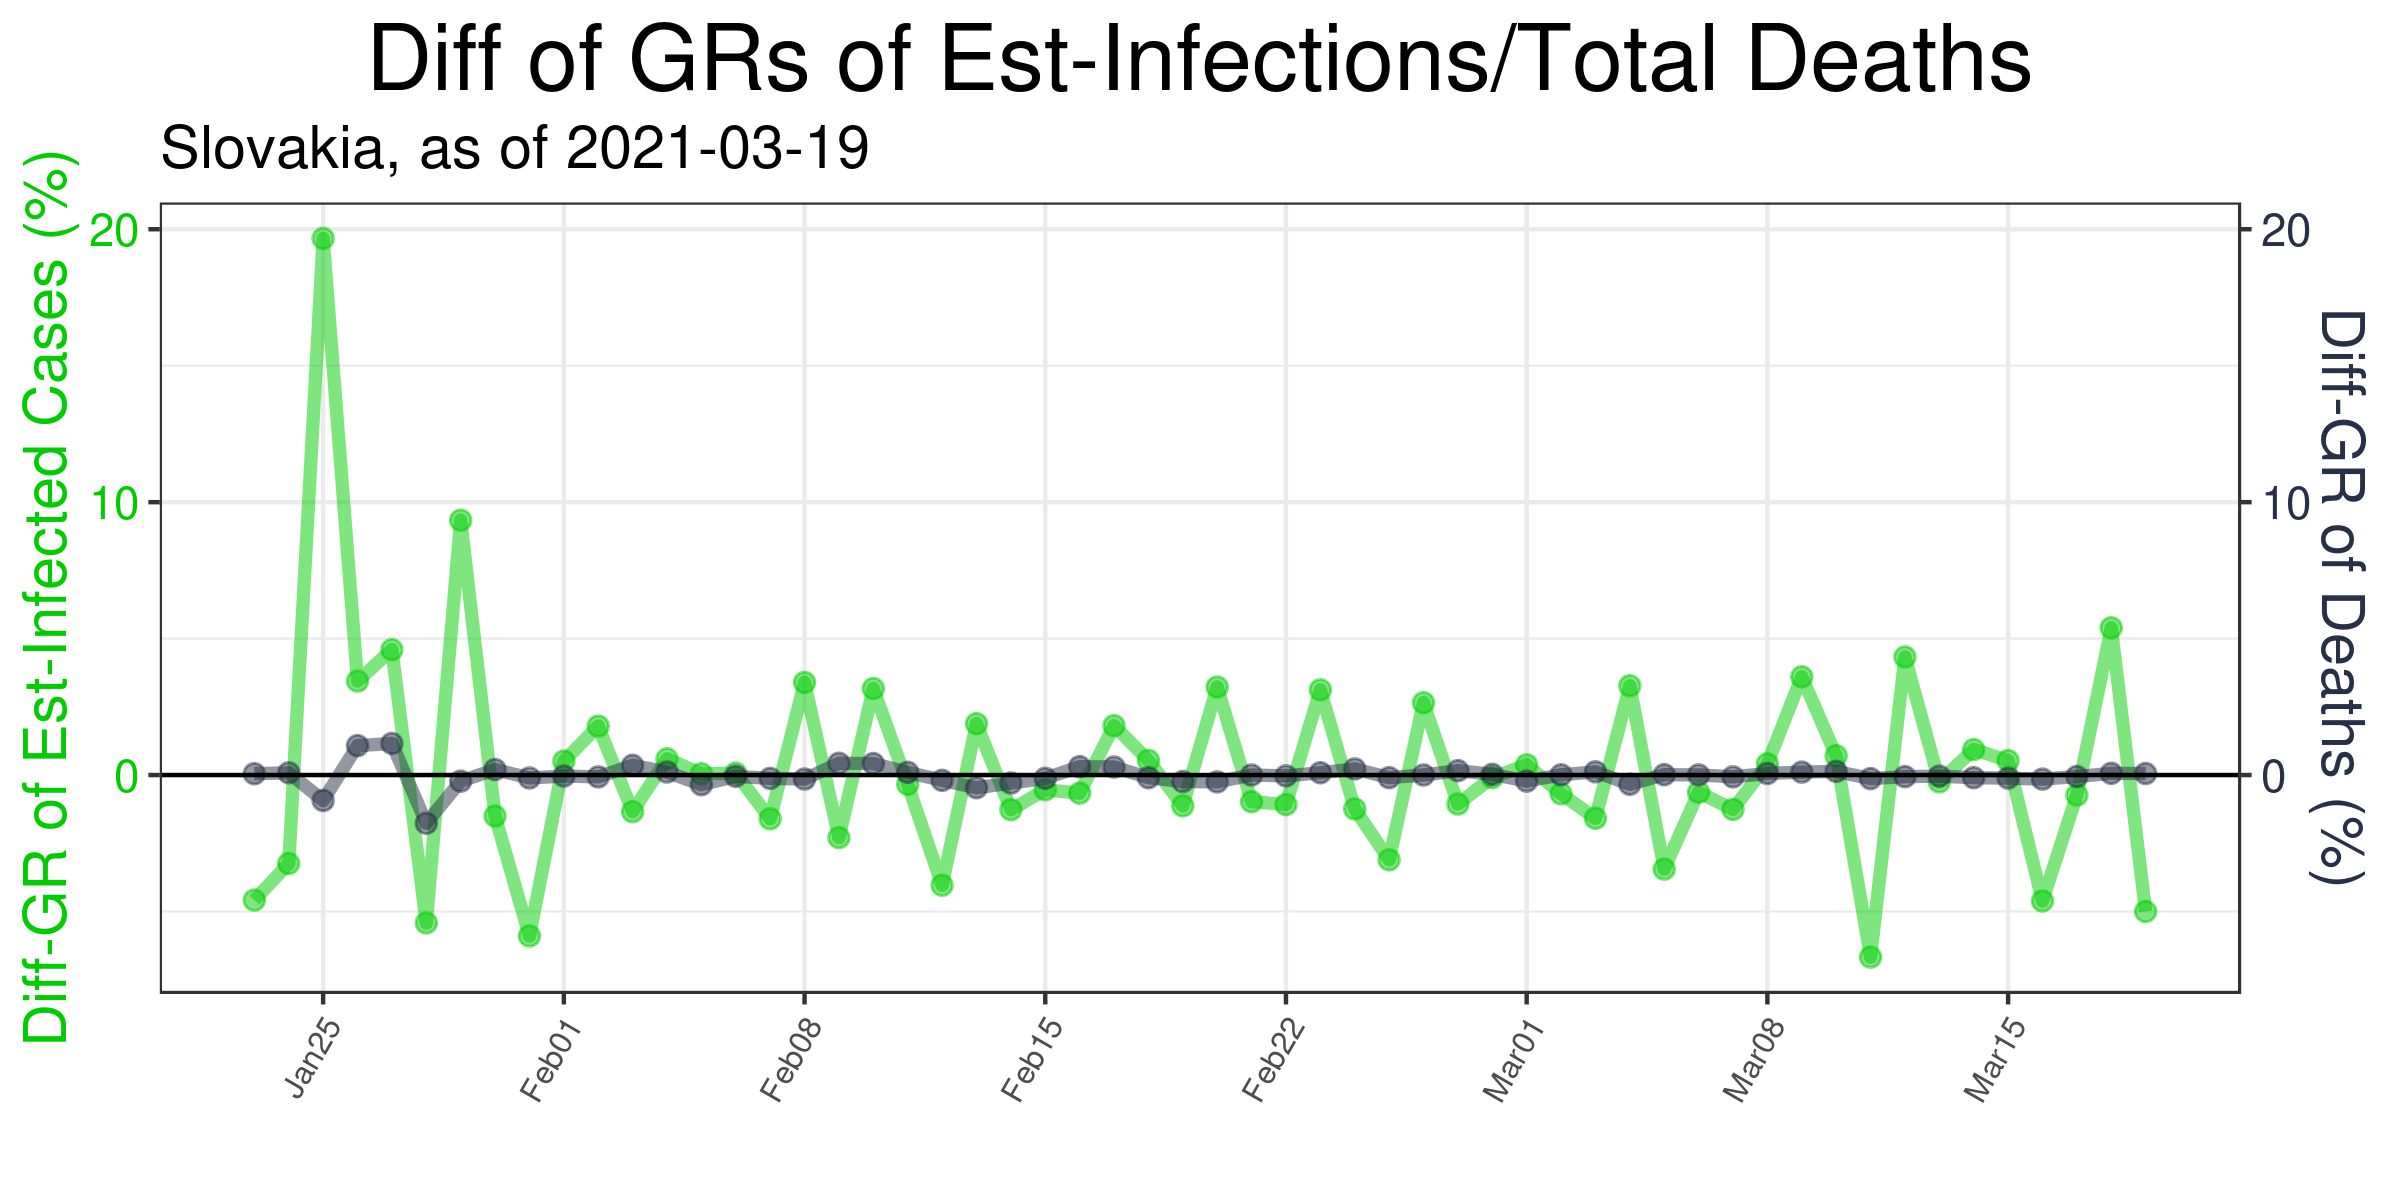 Diff of GRs of Est-Infections/Total Deaths
Slovakia, as of 2021-03-19
Diff-GR of Est-Infected Cases (%)
20
10
0
20
10
0
Diff-GR of Deaths (%)
Jan25
Feb01
Feb08
Feb15
Feb22
Mar01
Mar08
Mar15